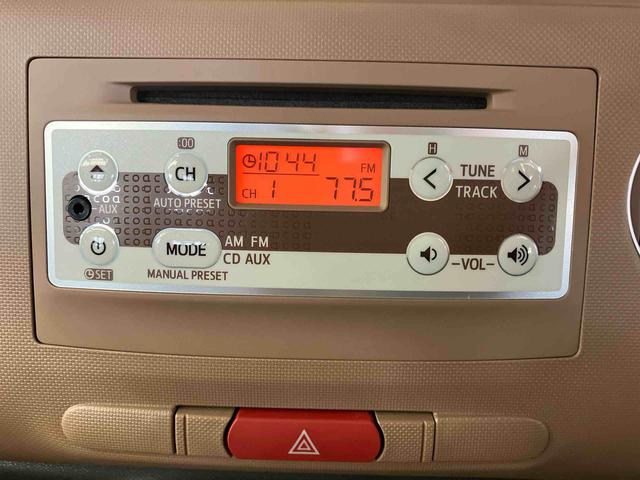 :00
H
M
10:44
FM
CH
TUNE
CH 1 77.5
AUTO PRESET
TRACK
AUX
MODE
AM FM
CD AUX
-VOL-
SET
MANUAL PRESET